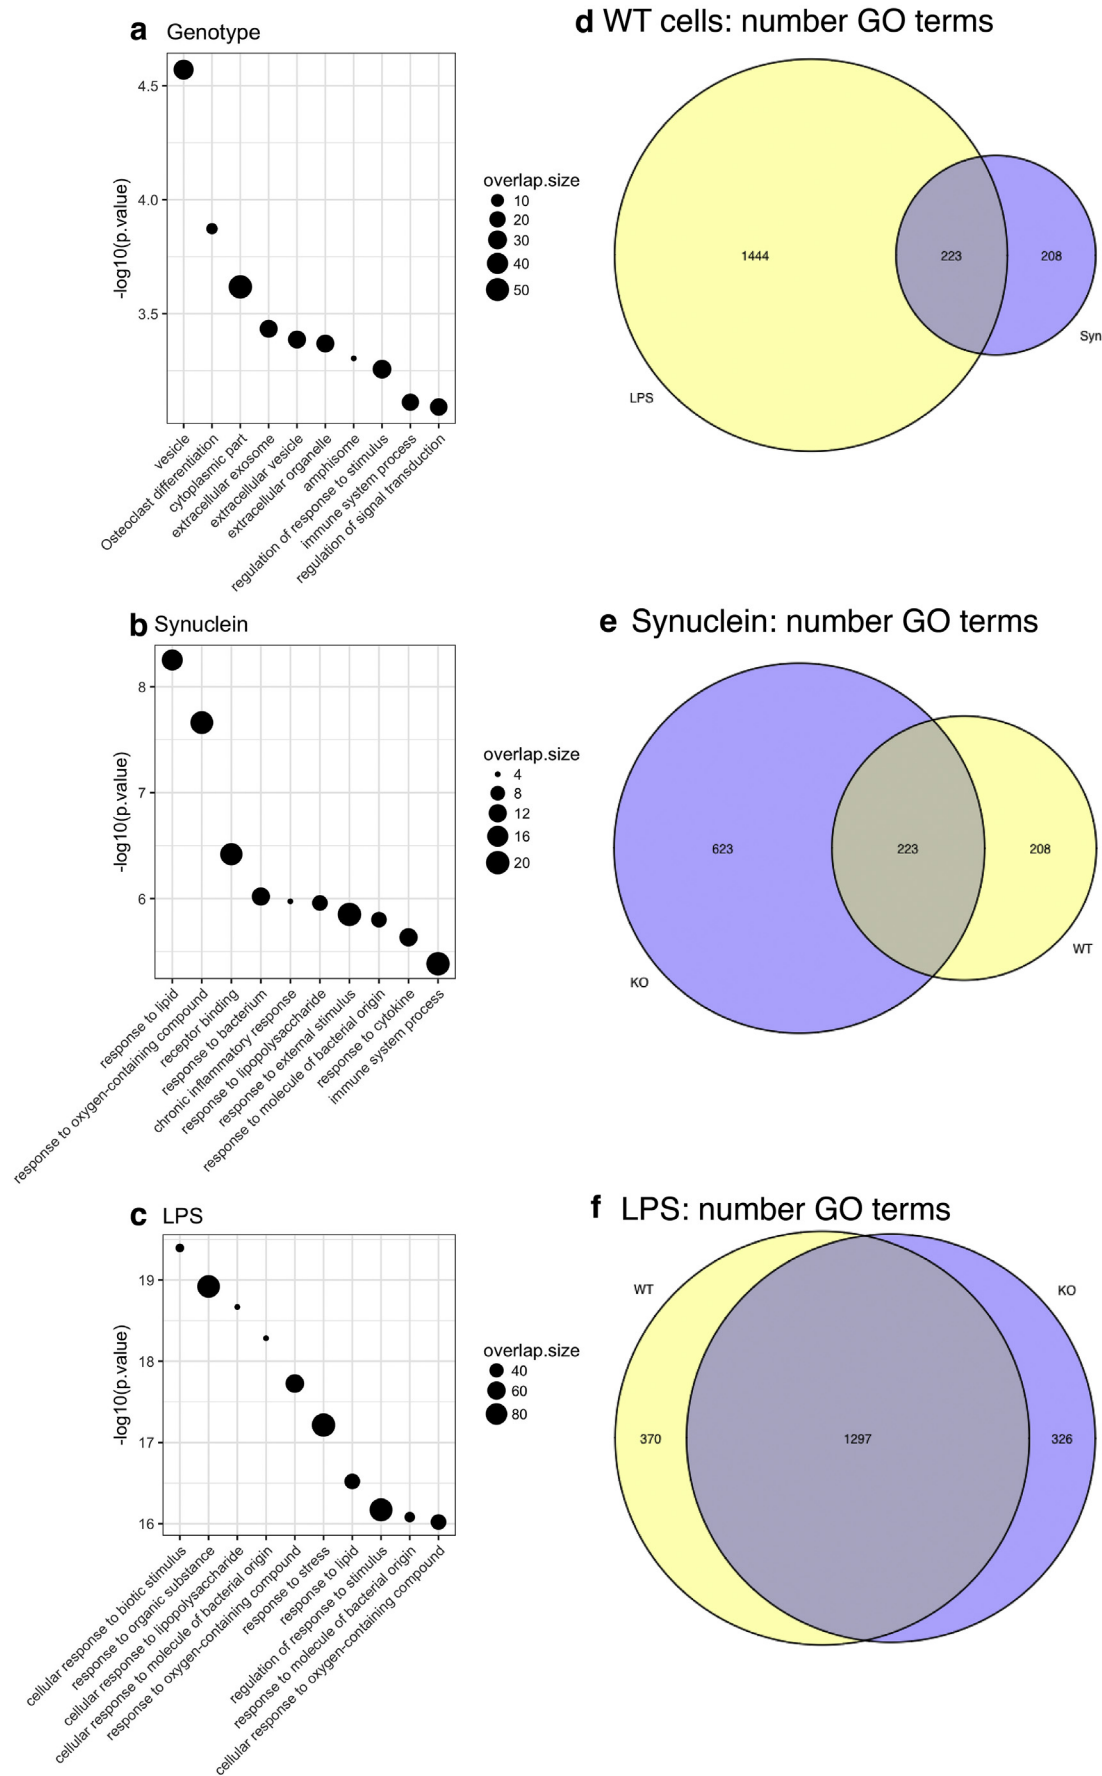 a Genotype
-log10(p.value)
4.5
4.0
3.5
vesicle
Osteoclast differentiation
cytoplasmic part
extracellular exosome
extracellular vesicle
extracellular organelle
amphisome
regulation of response to stimulus
immune system process
regulation of signal transduction
overlap.size
10
20
30
40
50
d WT cells: number GO terms
1444
223
208
LPS
Syn
b Synuclein
-log10(p.value)
8
7
6
response to lipid
response to oxygen-containing compound
receptor binding
response to bacterium
chronic inflammatory response
response to lipopolysaccharide
response to external stimulus
response to molecule of bacterial origin
response to cytokine
immune system process
overlap.size
4
8
12
16
20
e Synuclein: number GO terms
623
223
208
KO
WT
c LPS
-log10(p.value)
19
18
17
16
cellular response to biotic stimulus
response to organic substance
cellular response to lipopolysaccharide
cellular response to molecule of bacterial origin
response to oxygen-containing compound
response to stress
response to lipid
regulation of response to stimulus
response to molecule of bacterial origin
cellular response to oxygen-containing compound
overlap.size
40
60
80
f LPS: number GO terms
WT
KO
370
1297
326